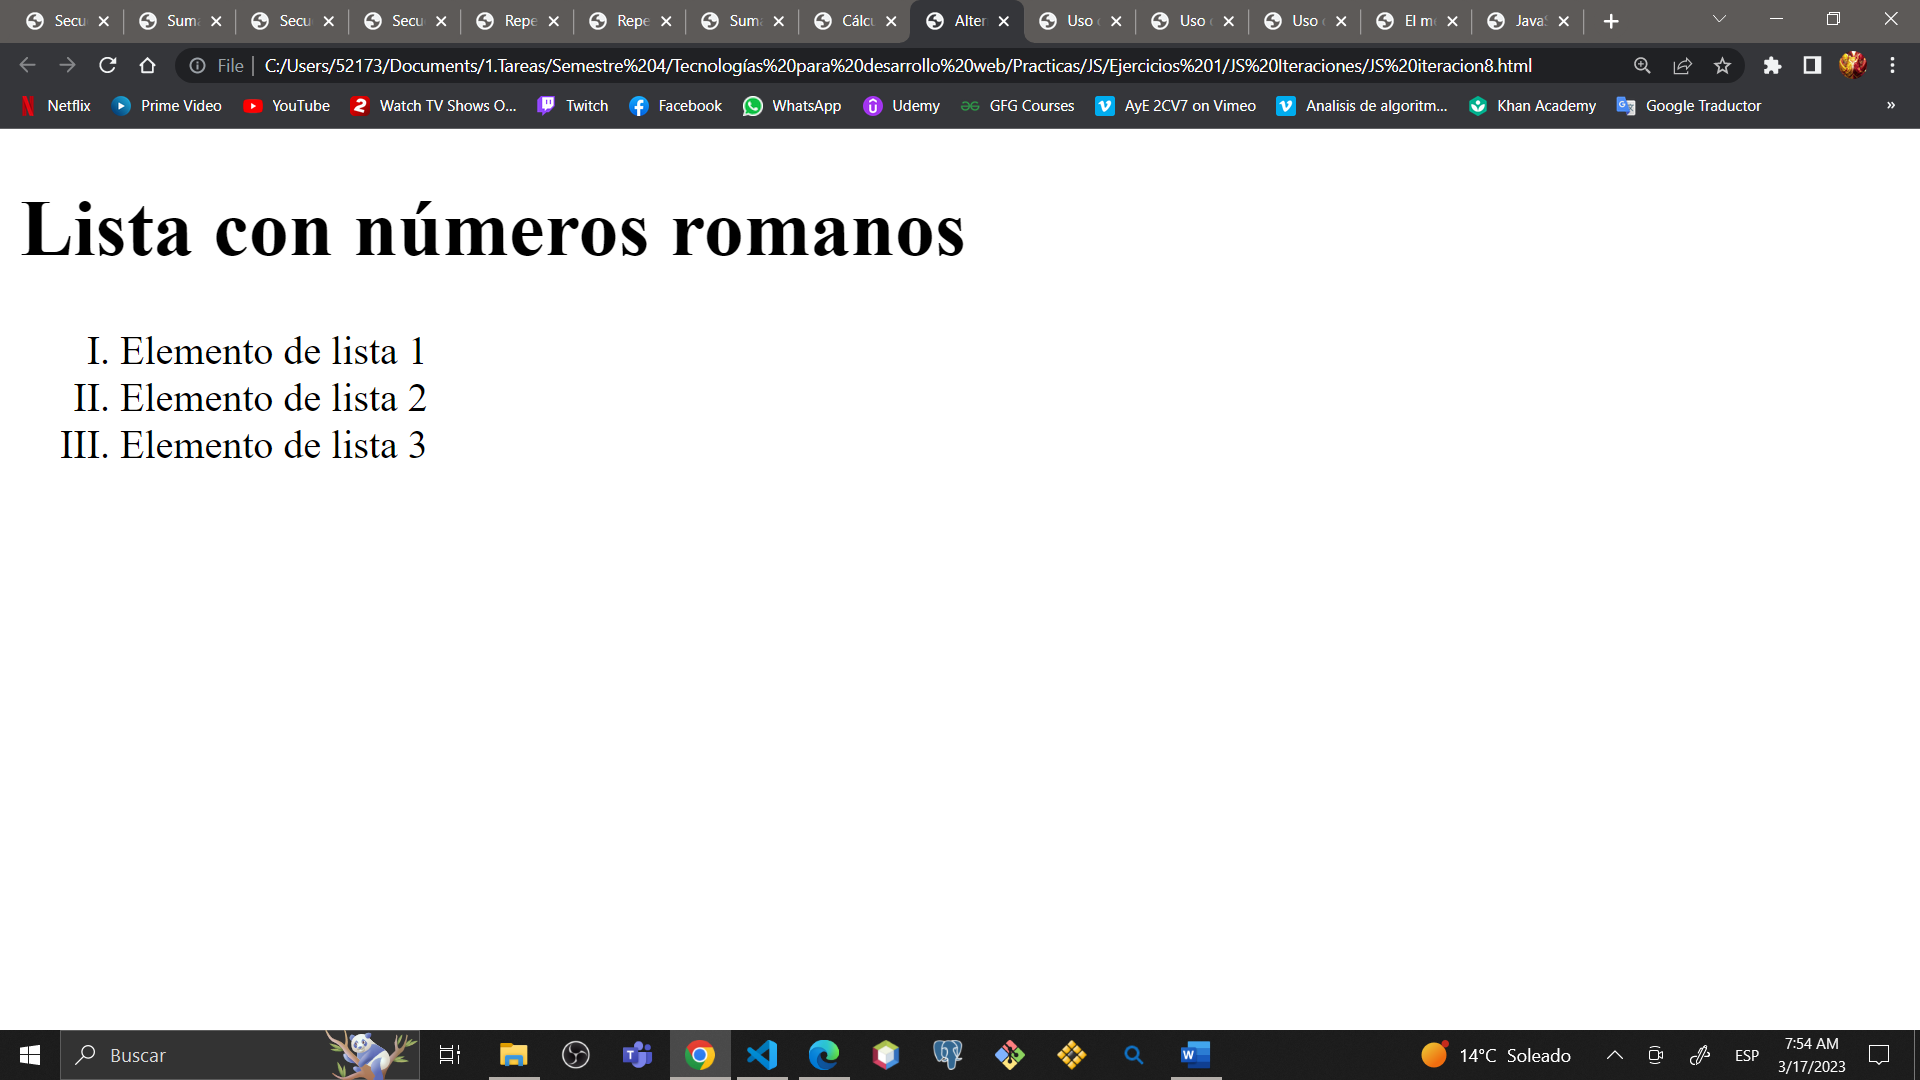 Secu Suma Secu Secu Repe Repe Suma Cálcu Alter Uso Uso Uso El me Java
File C:/Users/52173/Documents/1.Tareas/Semestre%204/Tecnologías%20para%20desarrollo%20web/Practicas/JS/Ejercicios%201/JS%20Iteraciones/JS%20iteracion8.html
Netflix Prime Video YouTube Watch TV Shows O... Twitch Facebook WhatsApp Udemy GFG Courses AyE 2CV7 on Vimeo Analisis de algoritm... Khan Academy Google Traductor »
Lista con números romanos
I. Elemento de lista 1
II. Elemento de lista 2
III. Elemento de lista 3
Buscar 14°C Soleado ESP 7:54 AM
3/17/2023